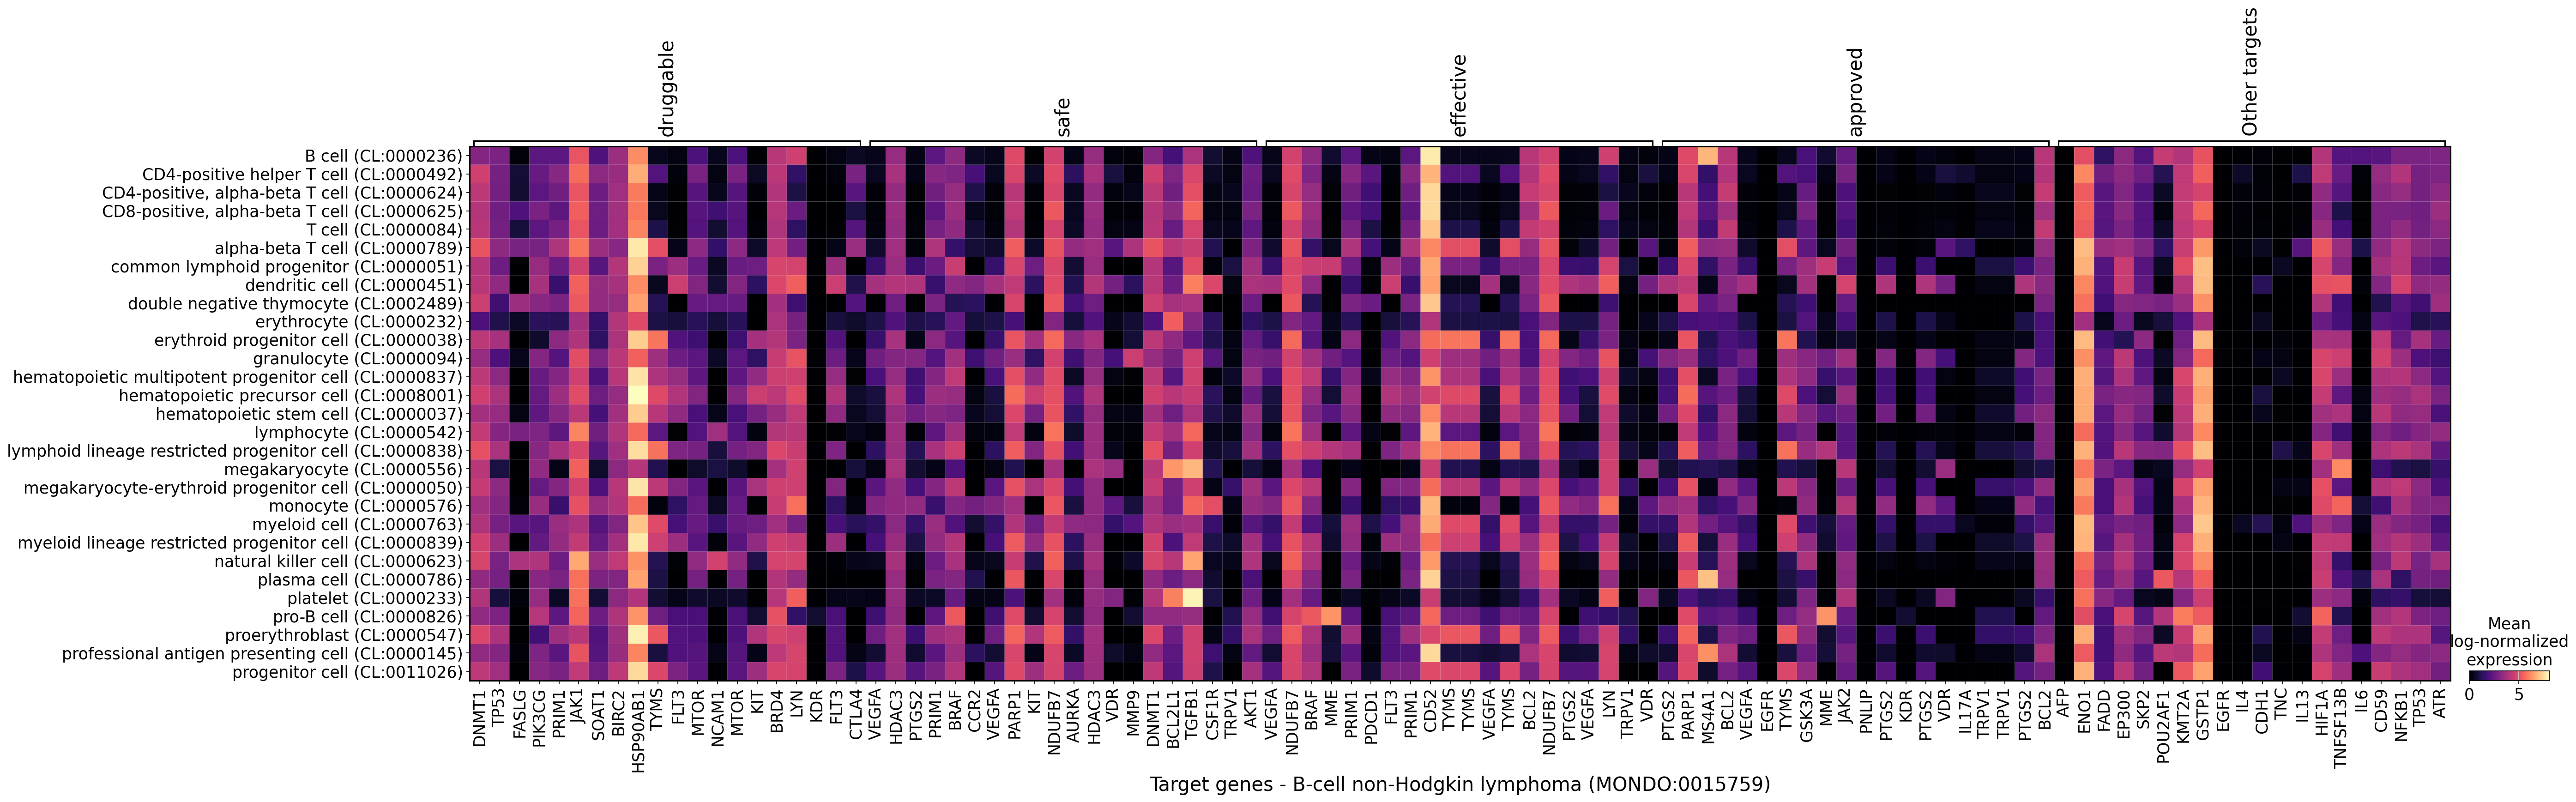 druggable
safe
effective
approved
Other targets
B cell (CL:0000236)
CD4-positive helper T cell (CL:0000492)
CD4-positive, alpha-beta T cell (CL:0000624)
CD8-positive, alpha-beta T cell (CL:0000625)
T cell (CL:0000084)
alpha-beta T cell (CL:0000789)
common lymphoid progenitor (CL:0000051)
dendritic cell (CL:0000451)
double negative thymocyte (CL:0002489)
erythrocyte (CL:0000232)
erythroid progenitor cell (CL:0000038)
granulocyte (CL:0000094)
hematopoietic multipotent progenitor cell (CL:0000837)
hematopoietic precursor cell (CL:0008001)
hematopoietic stem cell (CL:0000037)
lymphocyte (CL:0000542)
lymphoid lineage restricted progenitor cell (CL:0000838)
megakaryocyte (CL:0000556)
megakaryocyte-erythroid progenitor cell (CL:0000050)
monocyte (CL:0000576)
myeloid cell (CL:0000763)
myeloid lineage restricted progenitor cell (CL:0000839)
natural killer cell (CL:0000623)
plasma cell (CL:0000786)
platelet (CL:0000233)
pro-B cell (CL:0000826)
proerythroblast (CL:0000547)
professional antigen presenting cell (CL:0000145)
progenitor cell (CL:0011026)
DNMT1
TP53
FASLG
PIK3CG
PRIM1
JAK1
SOAT1
BIRC2
HSP90AB1
TYMS
FLT3
MTOR
NCAM1
MTOR
KIT
BRD4
LYN
KDR
FLT3
CTLA4
VEGFA
HDAC3
PTGS2
PRIM1
BRAF
CCR2
VEGFA
PARP1
KIT
NDUFB7
AURKA
HDAC3
VDR
MMP9
DNMT1
BCL2L1
TGFB1
CSF1R
TRPV1
AKT1
VEGFA
NDUFB7
BRAF
MME
PRIM1
PDCD1
FLT3
PRIM1
CD52
TYMS
TYMS
VEGFA
TYMS
BCL2
NDUFB7
PTGS2
VEGFA
LYN
TRPV1
VDR
PTGS2
PARP1
MS4A1
BCL2
VEGFA
EGFR
TYMS
GSK3A
MME
JAK2
PNLIP
PTGS2
KDR
PTGS2
VDR
IL17A
TRPV1
TRPV1
PTGS2
BCL2
AFP
ENO1
FADD
EP300
SKP2
POU2AF1
KMT2A
GSTP1
EGFR
IL4
CDH1
TNC
IL13
HIF1A
TNFSF13B
IL6
CD59
NFKB1
TP53
ATR
Target genes - B-cell non-Hodgkin lymphoma (MONDO:0015759)
Mean
log-normalized
expression
0
5